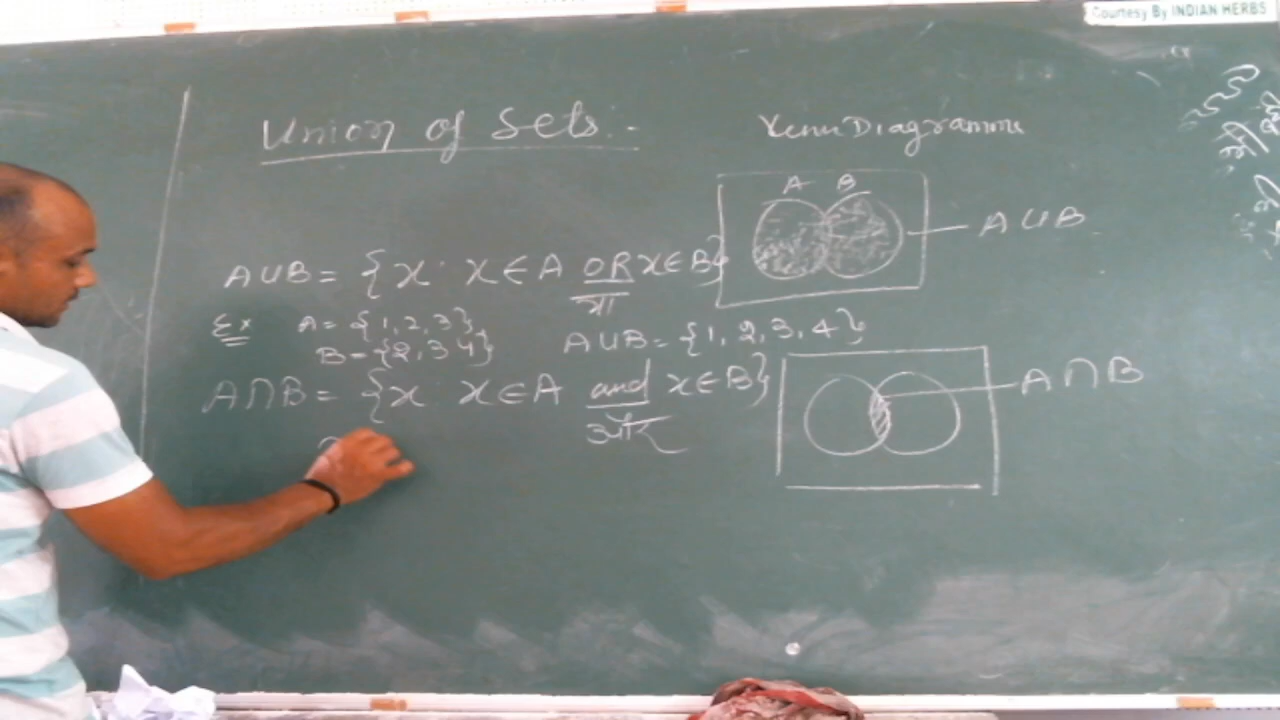 Courtesy By INDIAN HERBS
Union of Sets.-
Venn Diagramme
A B
A∪B
A∪B = {x x∈A OR x∈B}
या
Ex A = {1, 2, 3}
B = {2, 3 4}
A∪B = {1, 2, 3, 4}
A∩B = {x x∈A and x∈B}
और
A∩B